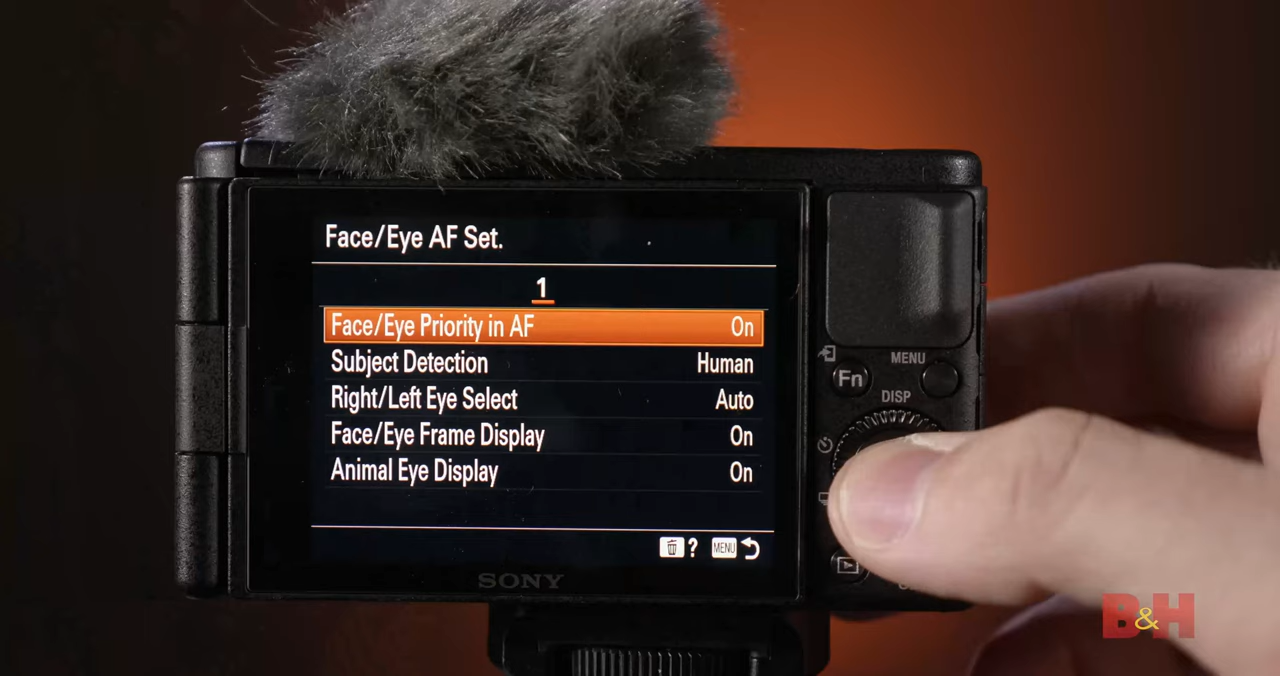 Face/Eye AF Set.
1
Face/Eye Priority in AF On
Subject Detection Human
Right/Left Eye Select Auto
Face/Eye Frame Display On
Animal Eye Display On
? MENU
SONY
MENU
Fn
DISP
B&H